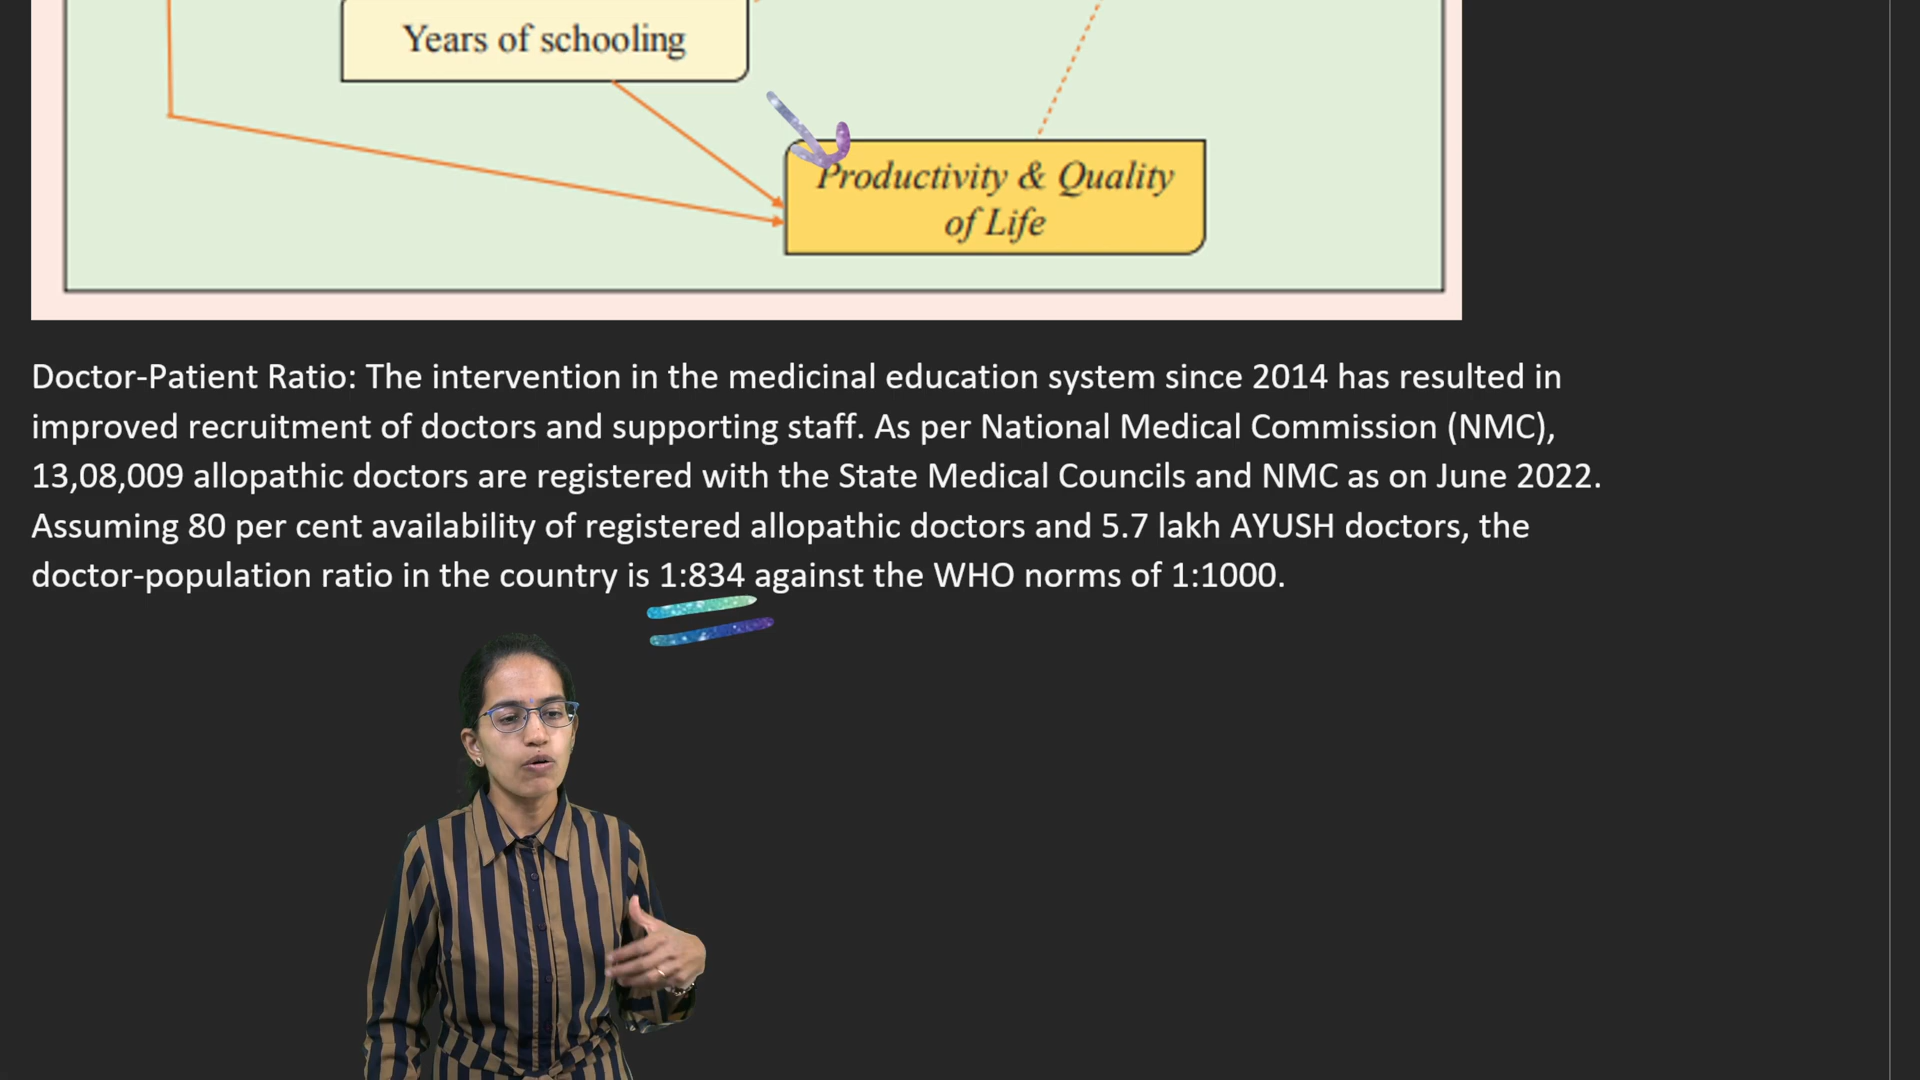 Years of schooling
Productivity & Quality
of Life
Doctor-Patient Ratio: The intervention in the medicinal education system since 2014 has resulted in
improved recruitment of doctors and supporting staff. As per National Medical Commission (NMC),
13,08,009 allopathic doctors are registered with the State Medical Councils and NMC as on June 2022.
Assuming 80 per cent availability of registered allopathic doctors and 5.7 lakh AYUSH doctors, the
doctor-population ratio in the country is 1:834 against the WHO norms of 1:1000.